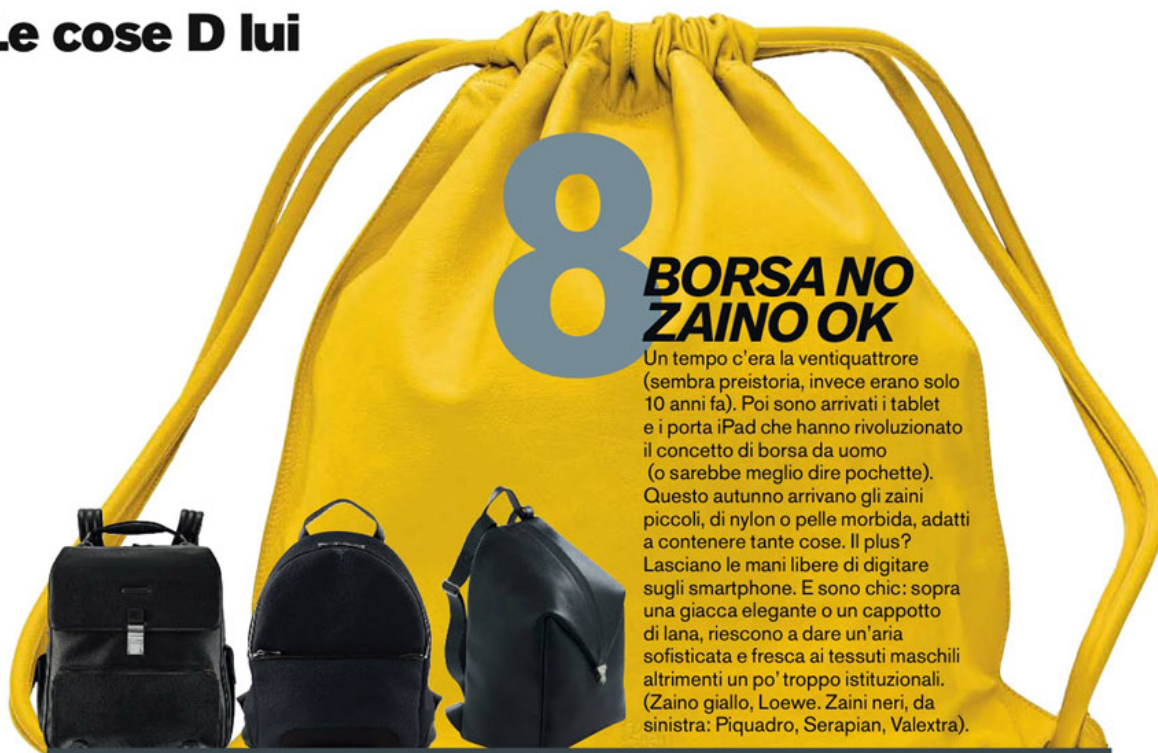 Le cose D lui
8
BORSA NO
ZAINO OK
Un tempo c'era la ventiquattrore
(sembra preistoria, invece erano solo
10 anni fa). Poi sono arrivati i tablet
e i porta iPad che hanno rivoluzionato
il concetto di borsa da uomo
(o sarebbe meglio dire pochette).
Questo autunno arrivano gli zaini
piccoli, di nylon o pelle morbida, adatti
a contenere tante cose. Il plus?
Lasciano le mani libere di digitare
sugli smartphone. E sono chic: sopra
una giacca elegante o un cappotto
di lana, riescono a dare un'aria
sofisticata e fresca ai tessuti maschili
altrimenti un po' troppo istituzionali.
(Zaino giallo, Loewe. Zaini neri, da
sinistra: Piquadro, Serapian, Valextra).